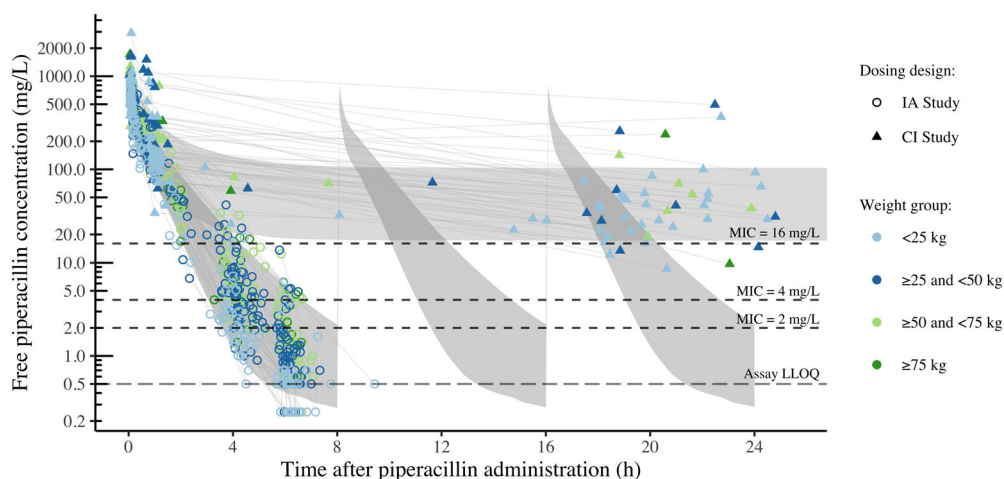 Free piperacillin concentration (mg/L)
2000.0
1000.0
500.0
200.0
100.0
50.0
20.0
10.0
5.0
2.0
1.0
0.5
0.2
MIC = 16 mg/L
MIC = 4 mg/L
MIC = 2 mg/L
Assay LLOQ
0 4 8 12 16 20 24
Time after piperacillin administration (h)
Dosing design:
IA Study
CI Study
Weight group:
<25 kg
≥25 and <50 kg
≥50 and <75 kg
≥75 kg